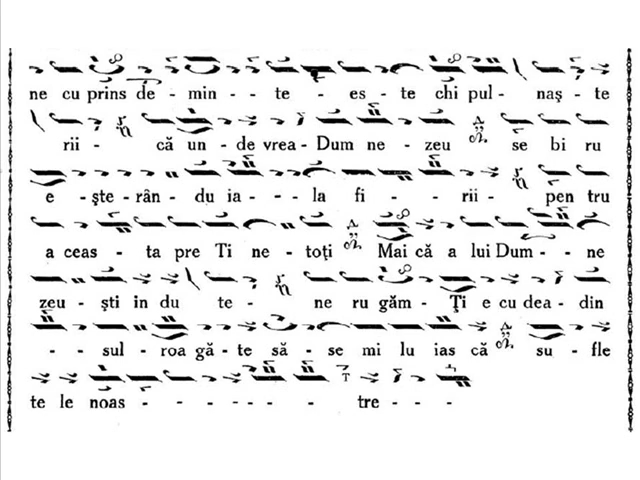 ne cu prins de - min - - te - es - te chi pul - naş - te
rii - că un - de vrea - Dum ne - zeu se bi ru
e - şte - rân - du ia - - - la fi - - rii - pen tru
a ceas - ta pre Ti ne - toţi Mai că a lui Dum - - ne
zeu - şti in du te - ne ru găm - Ţi e cu dea - din
- - sul - roa gă - te să - se mi lu ias că su - fle
te le noas - - - - - - - tre - - -